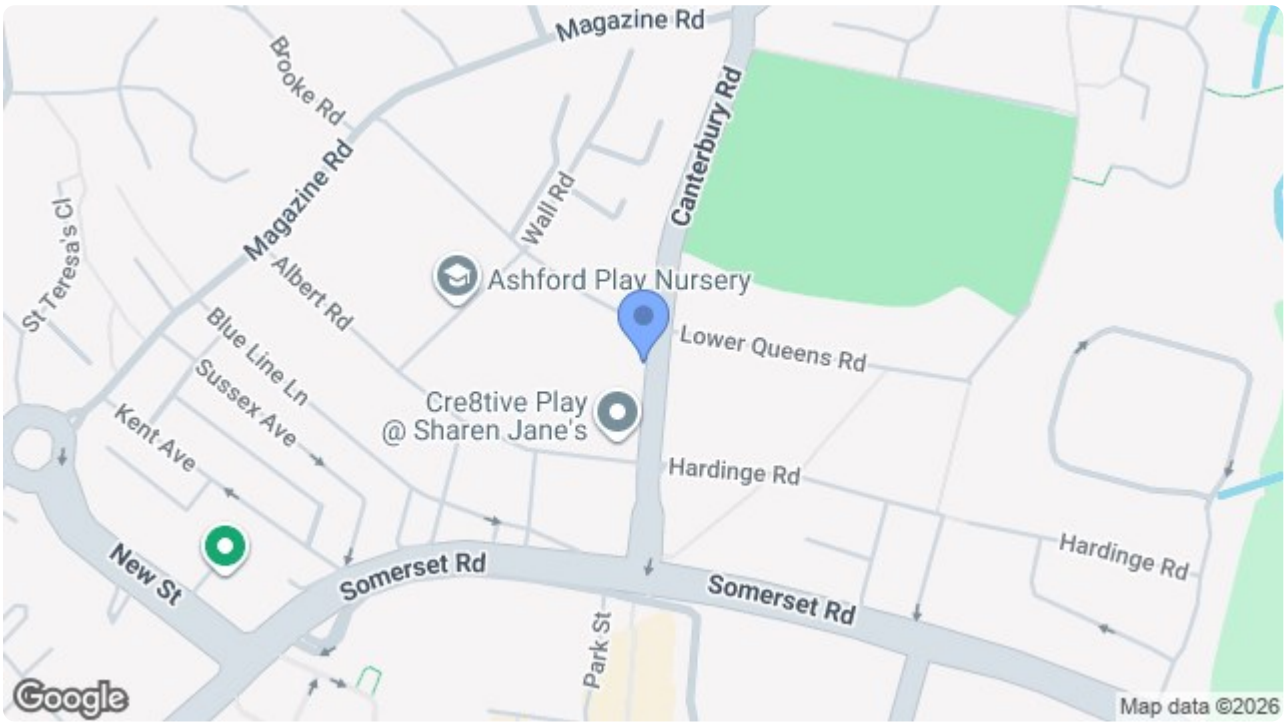 Magazine Rd
Brooke Rd
Canterbury Rd
Magazine Rd
Wall Rd
St Teresa's Cl
Albert Rd
Ashford Play Nursery
Blue Line Ln
Lower Queens Rd
Sussex Ave
Cre8tive Play
@ Sharen Jane's
Kent Ave
Hardinge Rd
Hardinge Rd
New St
Somerset Rd
Somerset Rd
Park St
Google
Map data ©2026